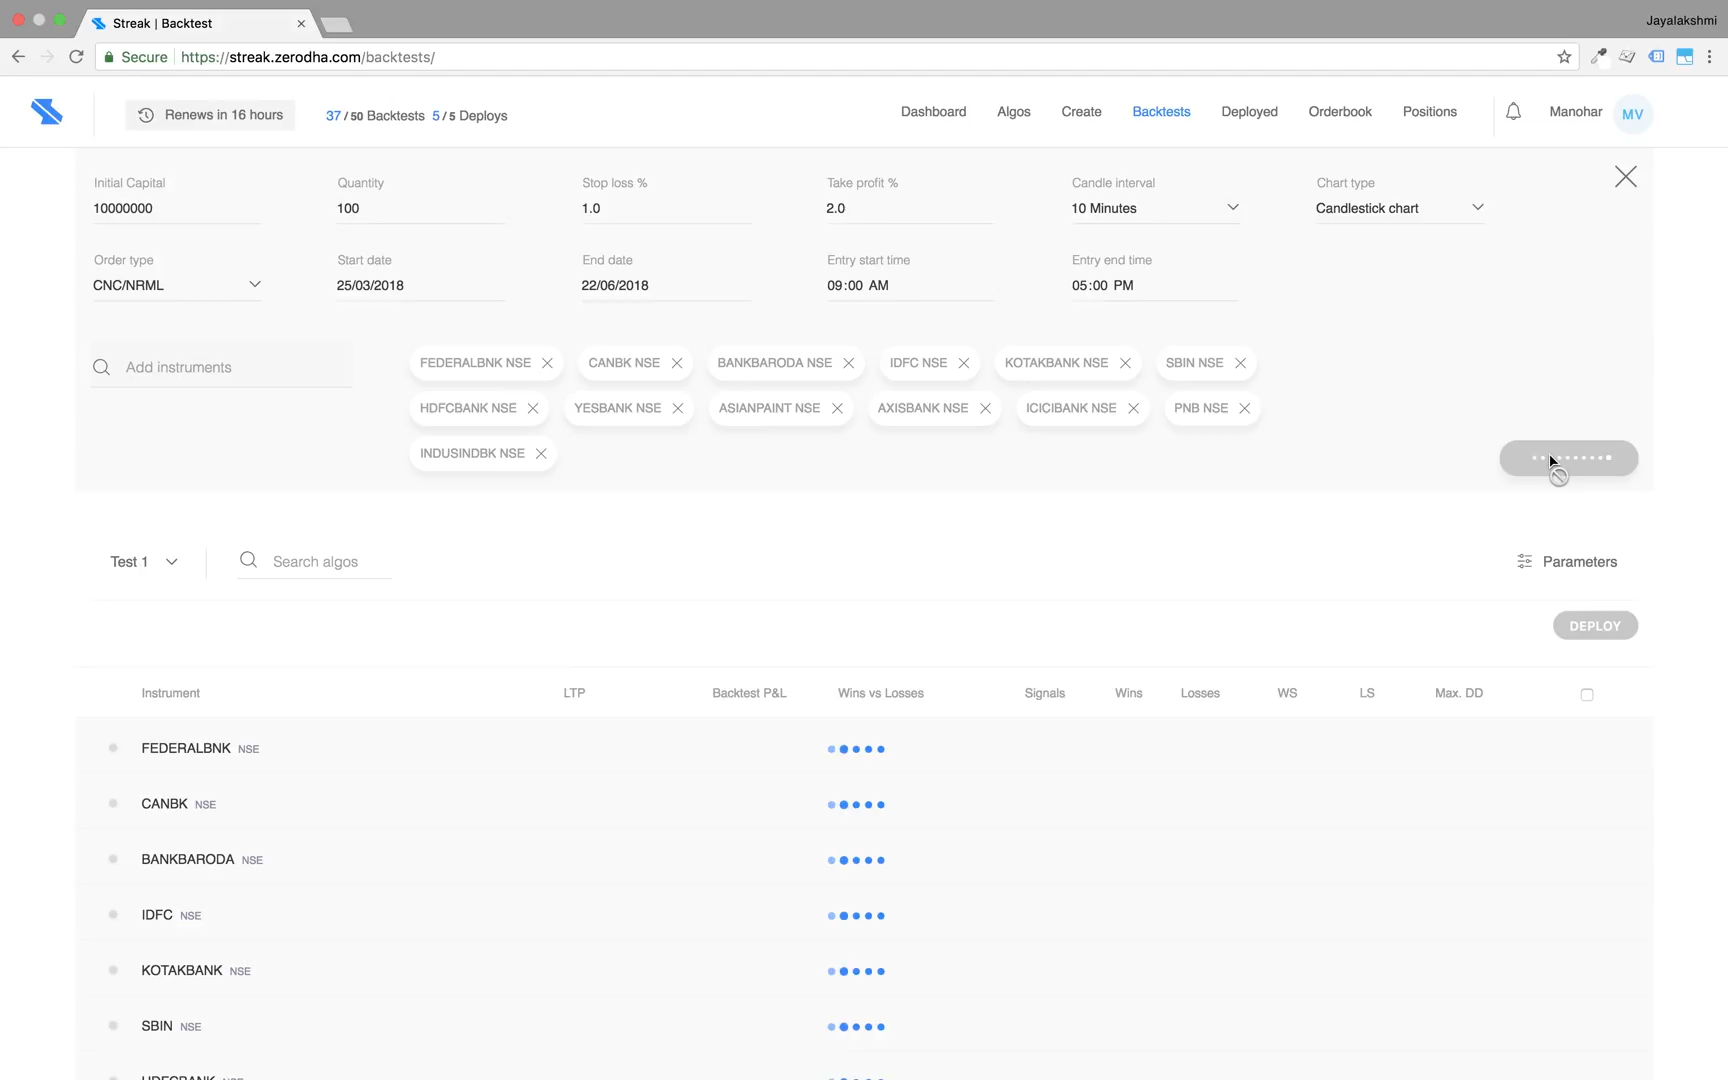 Streak | Backtest
Jayalakshmi
Secure https://streak.zerodha.com/backtests/
Renews in 16 hours 37 / 50 Backtests 5 / 5 Deploys Dashboard Algos Create Backtests Deployed Orderbook Positions Manohar MV
Initial Capital Quantity Stop loss % Take profit % Candle interval Chart type
10000000 100 1.0 2.0 10 Minutes Candlestick chart
Order type Start date End date Entry start time Entry end time
CNC/NRML 25/03/2018 22/06/2018 09:00 AM 05:00 PM
Add instruments FEDERALBNK NSE CANBK NSE BANKBARODA NSE IDFC NSE KOTAKBANK NSE SBIN NSE
HDFCBANK NSE YESBANK NSE ASIANPAINT NSE AXISBANK NSE ICICIBANK NSE PNB NSE
INDUSINDBK NSE
Test 1 Search algos Parameters
DEPLOY
Instrument LTP Backtest P&L Wins vs Losses Signals Wins Losses WS LS Max. DD
FEDERALBNK NSE
CANBK NSE
BANKBARODA NSE
IDFC NSE
KOTAKBANK NSE
SBIN NSE
HDFCBANK NSE